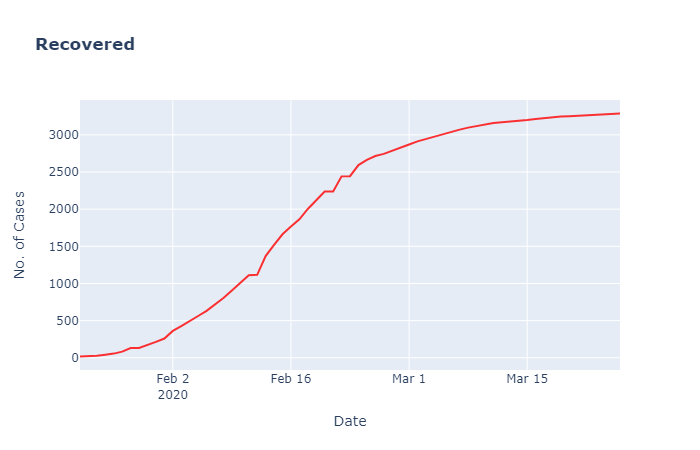 Recovered
No. of Cases
3000
2500
2000
1500
1000
500
0
Feb 2
2020
Feb 16
Mar 1
Mar 15
Date